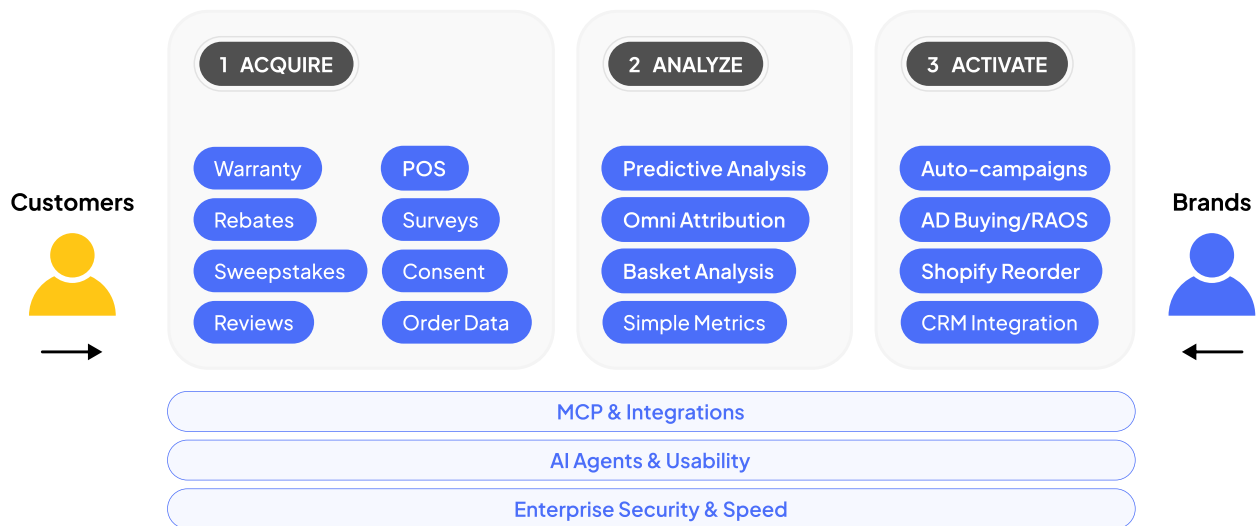 Customers
1 ACQUIRE
Warranty
Rebates
Sweepstakes
Reviews
POS
Surveys
Consent
Order Data
2 ANALYZE
Predictive Analysis
Omni Attribution
Basket Analysis
Simple Metrics
3 ACTIVATE
Auto-campaigns
AD Buying/RAOS
Shopify Reorder
CRM Integration
Brands
MCP & Integrations
AI Agents & Usability
Enterprise Security & Speed